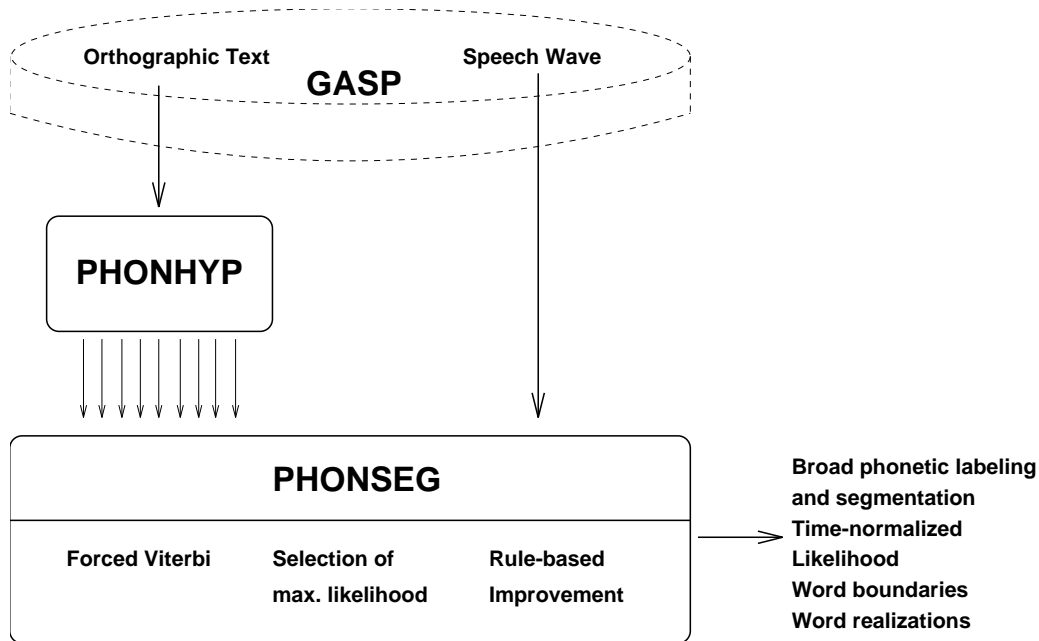 Orthographic Text
Speech Wave
GASP
PHONHYP
PHONSEG
Forced Viterbi
Selection of
max. likelihood
Rule-based
Improvement
Broad phonetic labeling
and segmentation
Time-normalized
Likelihood
Word boundaries
Word realizations